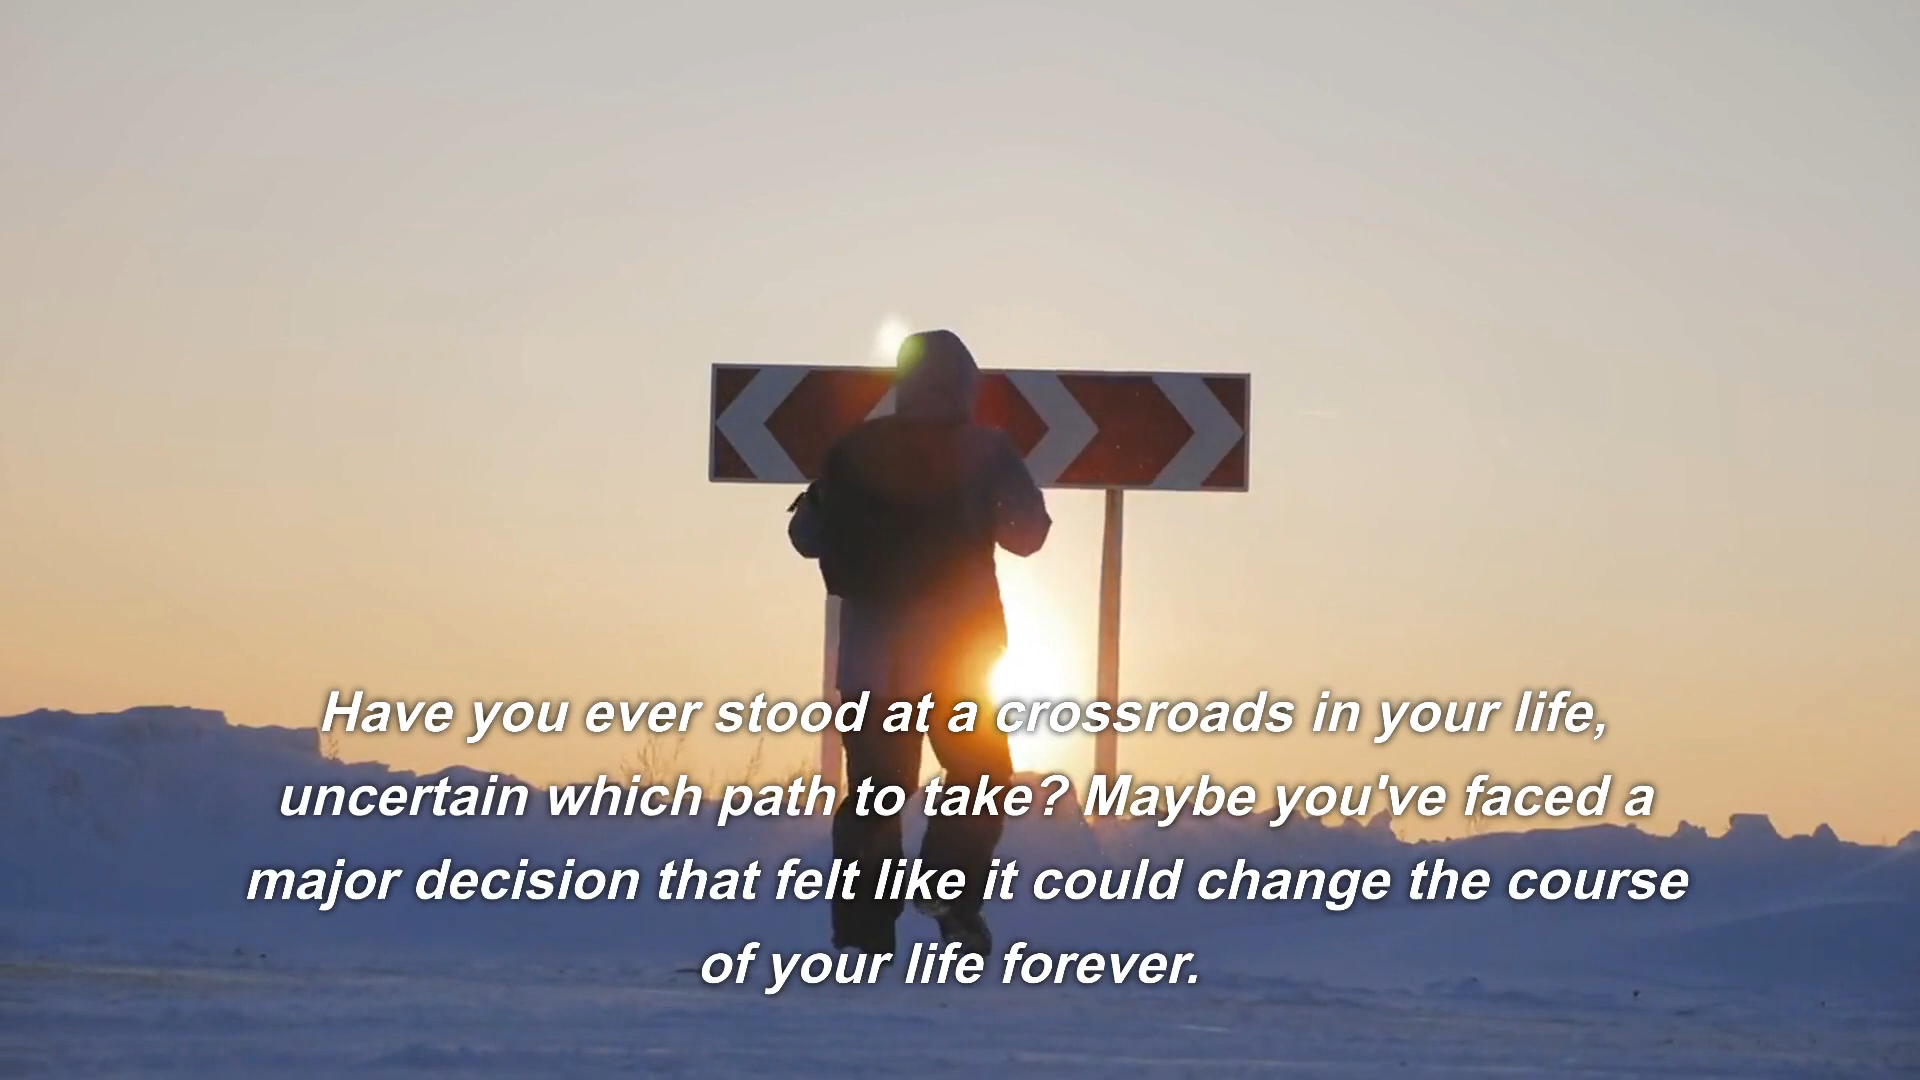 Have you ever stood at a crossroads in your life,
uncertain which path to take? Maybe you've faced a
major decision that felt like it could change the course
of your life forever.